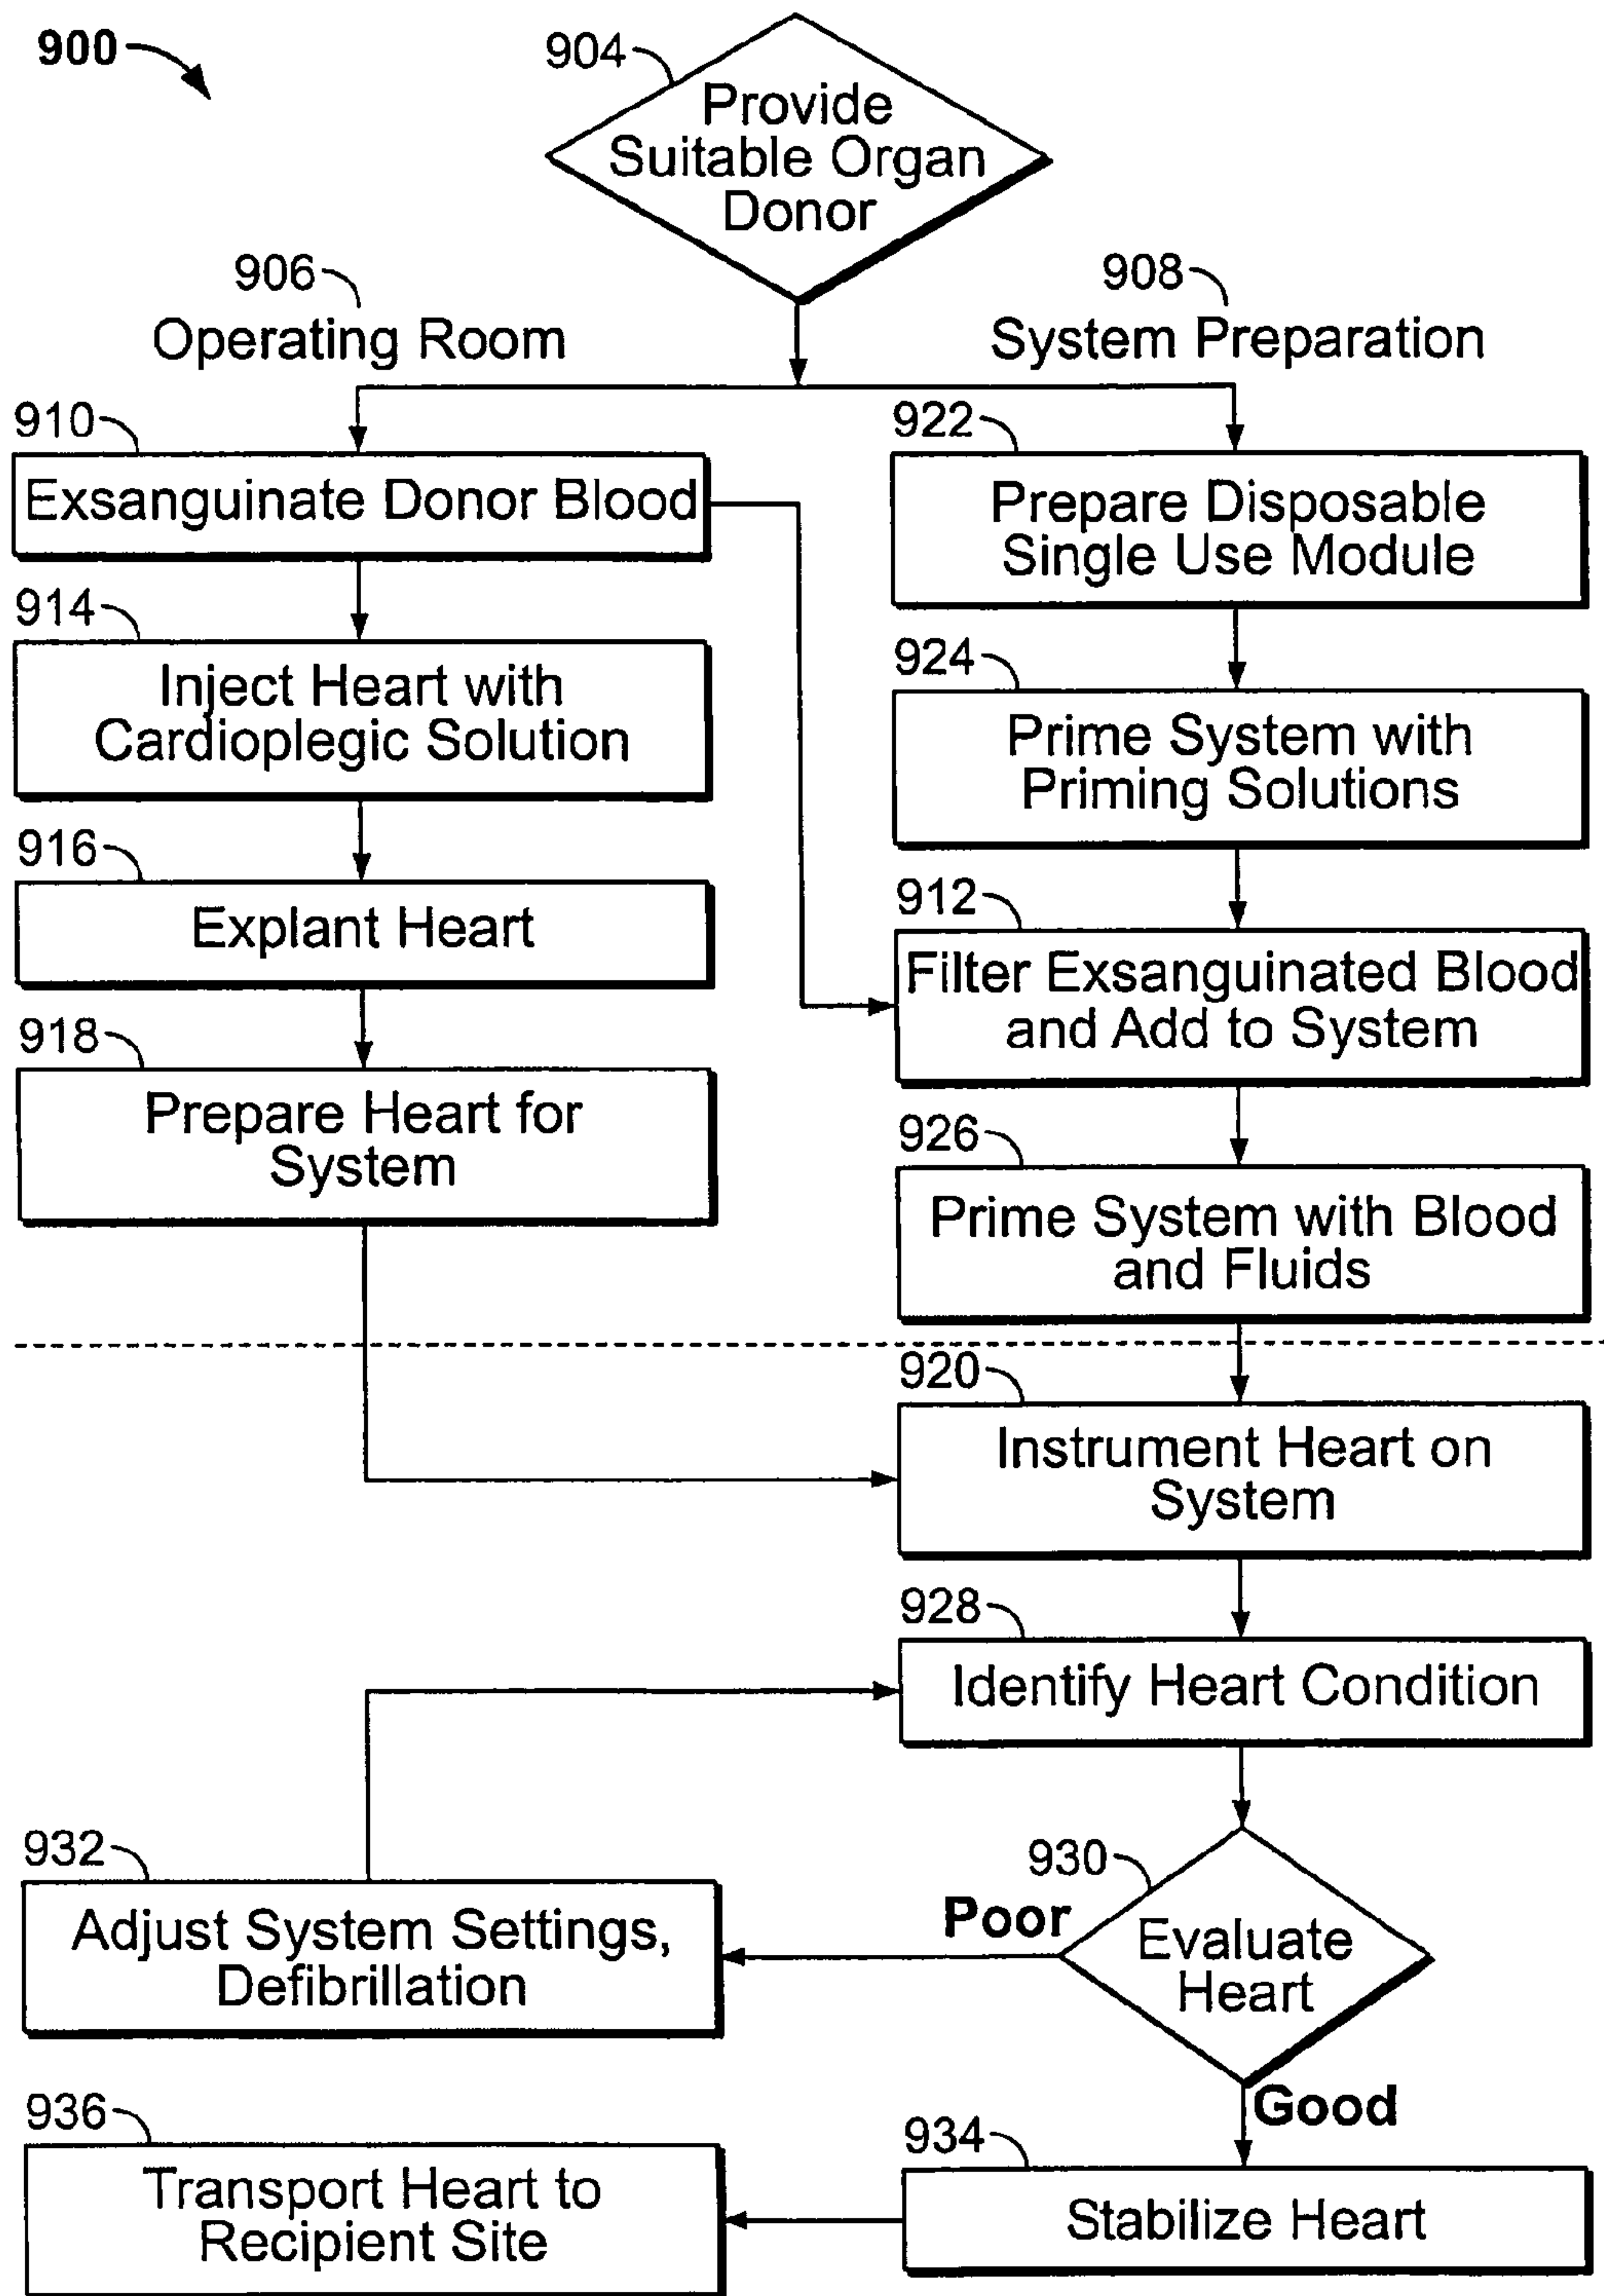 900
904
Provide
Suitable Organ
Donor
906
Operating Room
908
System Preparation
910
Exsanguinate Donor Blood
922
Prepare Disposable
Single Use Module
914
Inject Heart with
Cardioplegic Solution
924
Prime System with
Priming Solutions
916
Explant Heart
912
Filter Exsanguinated Blood
and Add to System
918
Prepare Heart for
System
926
Prime System with Blood
and Fluids
920
Instrument Heart on
System
928
Identify Heart Condition
930
Evaluate
Heart
Poor
932
Adjust System Settings,
Defibrillation
Good
934
Stabilize Heart
936
Transport Heart to
Recipient Site